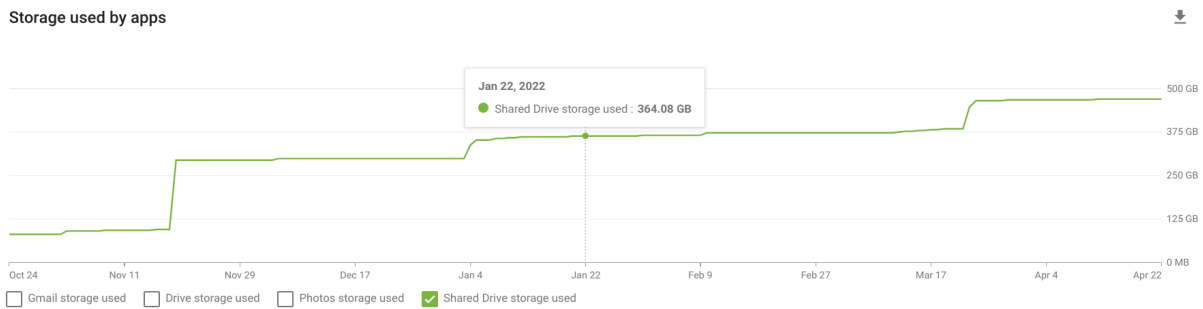 Storage used by apps
Jan 22, 2022
Shared Drive storage used : 364.08 GB
500 GB
375 GB
250 GB
125 GB
0 MB
Oct 24 Nov 11 Nov 29 Dec 17 Jan 4 Jan 22 Feb 9 Feb 27 Mar 17 Apr 4 Apr 22
Gmail storage used Drive storage used Photos storage used Shared Drive storage used